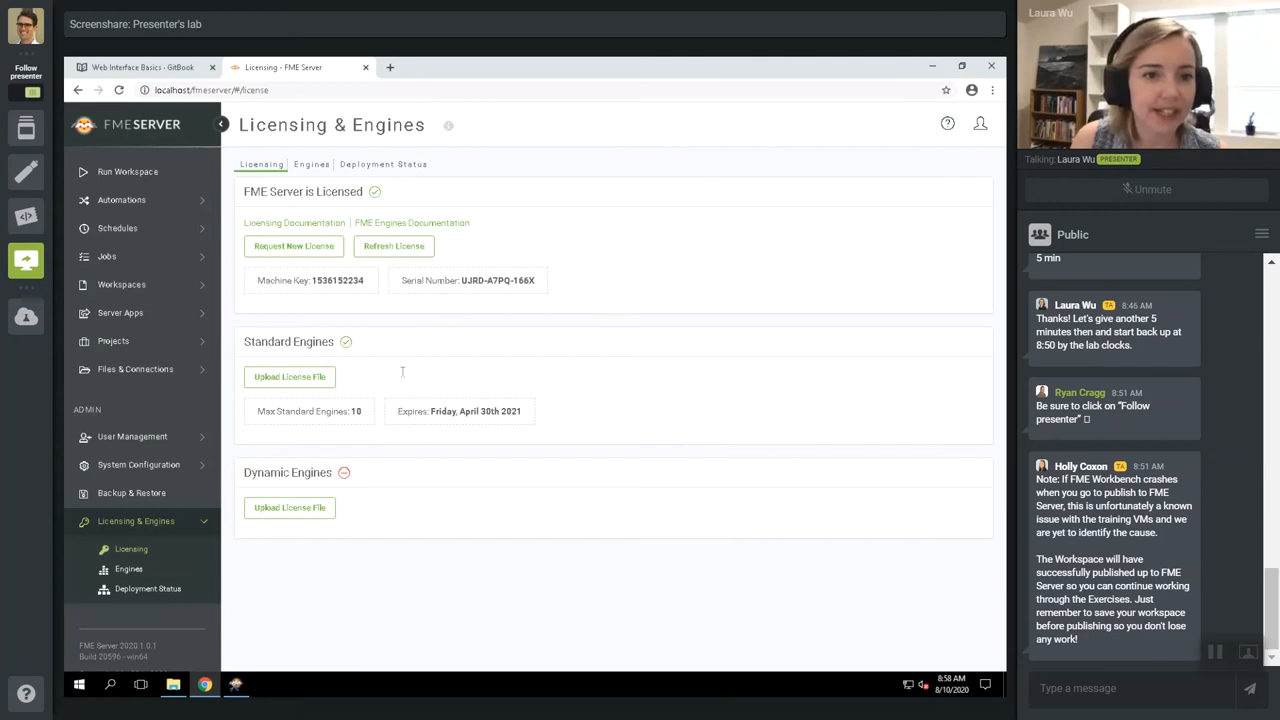 Screenshare: Presenter's lab
Laura Wu
Follow
presenter
Web Interface Basics - GitBook
Licensing - FME Server
localhost/fmeserver/#/license
FMESERVER
Licensing & Engines
Talking: Laura Wu PRESENTER
Unmute
Licensing | Engines | Deployment Status
Run Workspace
Automations
Schedules
Jobs
Workspaces
Server Apps
Projects
Files & Connections
ADMIN
User Management
System Configuration
Backup & Restore
Licensing & Engines
Licensing
Engines
Deployment Status
FME Server 2020.1.0.1
Build 20596 - win64
FME Server is Licensed
Licensing Documentation | FME Engines Documentation
Request New License
Refresh License
Machine Key: 1536152234
Serial Number: UJRD-A7PQ-166X
Standard Engines
Upload License File
Max Standard Engines: 10
Expires: Friday, April 30th 2021
Dynamic Engines
Upload License File
8:58 AM
8/10/2020
Public
5 min
Laura Wu TA 8:46 AM
Thanks! Let's give another 5
minutes then and start back up at
8:50 by the lab clocks.
Ryan Cragg 8:51 AM
Be sure to click on "Follow
presenter"
Holly Coxon TA 8:51 AM
Note: If FME Workbench crashes
when you go to publish to FME
Server, this is unfortunately a known
issue with the training VMs and we
are yet to identify the cause.
The Workspace will have
successfully published up to FME
Server so you can continue working
through the Exercises. Just
remember to save your workspace
before publishing so you don't lose
any work!
Type a message